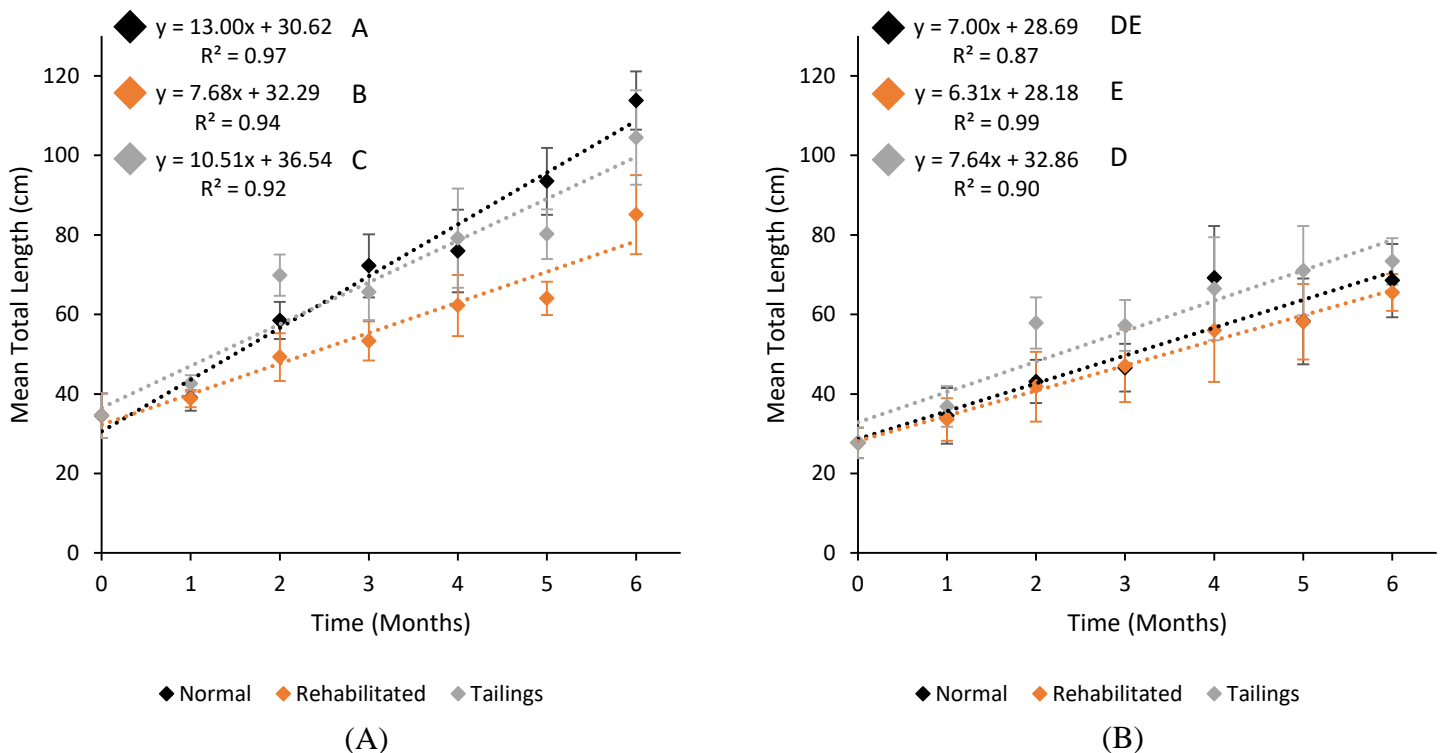 y = 13.00x + 30.62 A
R² = 0.97
y = 7.68x + 32.29 B
R² = 0.94
y = 10.51x + 36.54 C
R² = 0.92
Mean Total Length (cm)
120
100
80
60
40
20
0
0 1 2 3 4 5 6
Time (Months)
Normal Rehabilitated Tailings
(A)
y = 7.00x + 28.69 DE
R² = 0.87
y = 6.31x + 28.18 E
R² = 0.99
y = 7.64x + 32.86 D
R² = 0.90
Mean Total Length (cm)
120
100
80
60
40
20
0
0 1 2 3 4 5 6
Time (Months)
Normal Rehabilitated Tailings
(B)